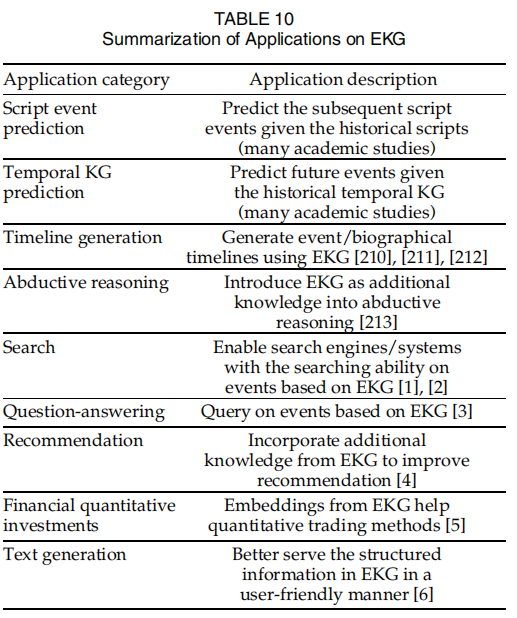 TABLE 10
Summarization of Applications on EKG
Application category Application description
Script event Predict the subsequent script
prediction events given the historical scripts
(many academic studies)
Temporal KG Predict future events given
prediction the historical temporal KG
(many academic studies)
Timeline generation Generate event/biographical
timelines using EKG [210], [211], [212]
Abductive reasoning Introduce EKG as additional
knowledge into abductive
reasoning [213]
Search Enable search engines/systems
with the searching ability on
events based on EKG [1], [2]
Question-answering Query on events based on EKG [3]
Recommendation Incorporate additional
knowledge from EKG to improve
recommendation [4]
Financial quantitative Embeddings from EKG help
investments quantitative trading methods [5]
Text generation Better serve the structured
information in EKG in a
user-friendly manner [6]